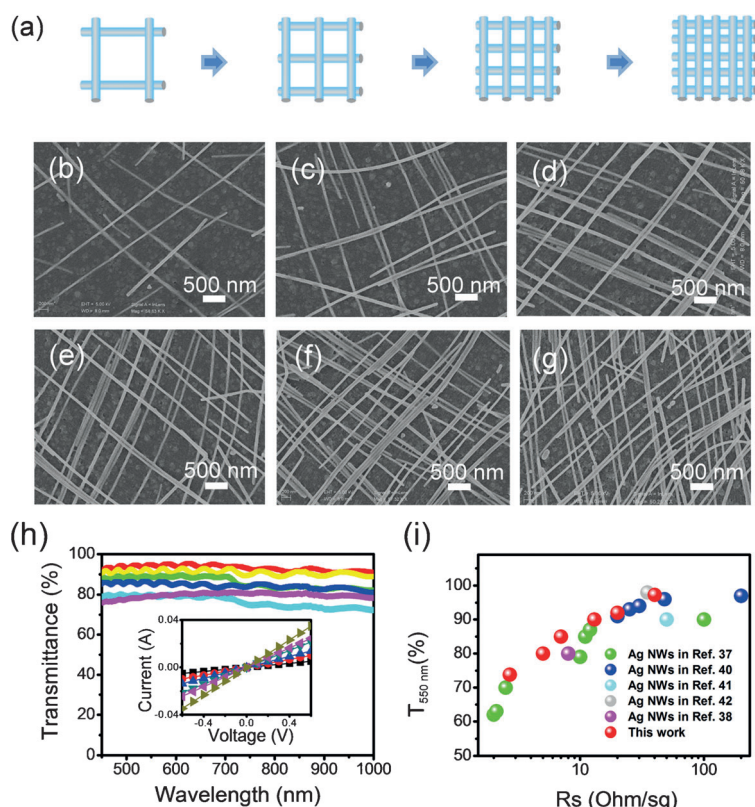 (a)
(b)
(c)
(d)
500 nm
500 nm
500 nm
(e)
(f)
(g)
500 nm
500 nm
500 nm
(h)
(i)
Transmittance (%)
100
80
60
40
20
0
500
600
700
800
900
1000
Wavelength (nm)
Current (A)
0.04
0.00
-0.04
-0.4
0.0
0.4
Voltage (V)
T550 nm(%)
100
90
80
70
60
50
10
100
Rs (Ohm/sq)
Ag NWs in Ref. 37
Ag NWs in Ref. 40
Ag NWs in Ref. 41
Ag NWs in Ref. 42
Ag NWs in Ref. 38
This work